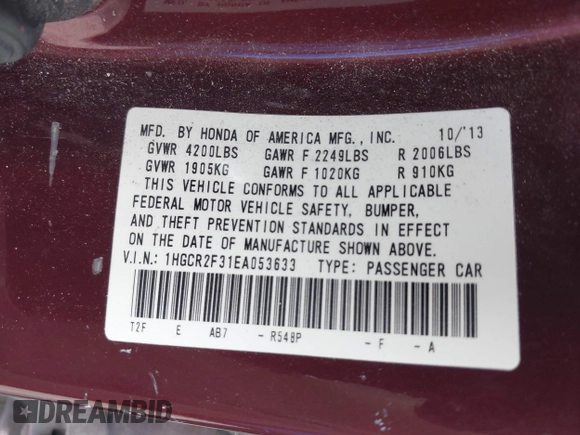 MFD. BY HONDA OF AMERICA MFG., INC. 10/'13
GVWR 4200LBS GAWR F 2249LBS R 2006LBS
GVWR 1905KG GAWR F 1020KG R 910KG
THIS VEHICLE CONFORMS TO ALL APPLICABLE
FEDERAL MOTOR VEHICLE SAFETY, BUMPER,
AND THEFT PREVENTION STANDARDS IN EFFECT
ON THE DATE OF MANUFACTURE SHOWN ABOVE.
V.I.N.: 1HGCR2F31EA053633 TYPE: PASSENGER CAR
T2F E AB7 - R548P - F - A
DREAMBID